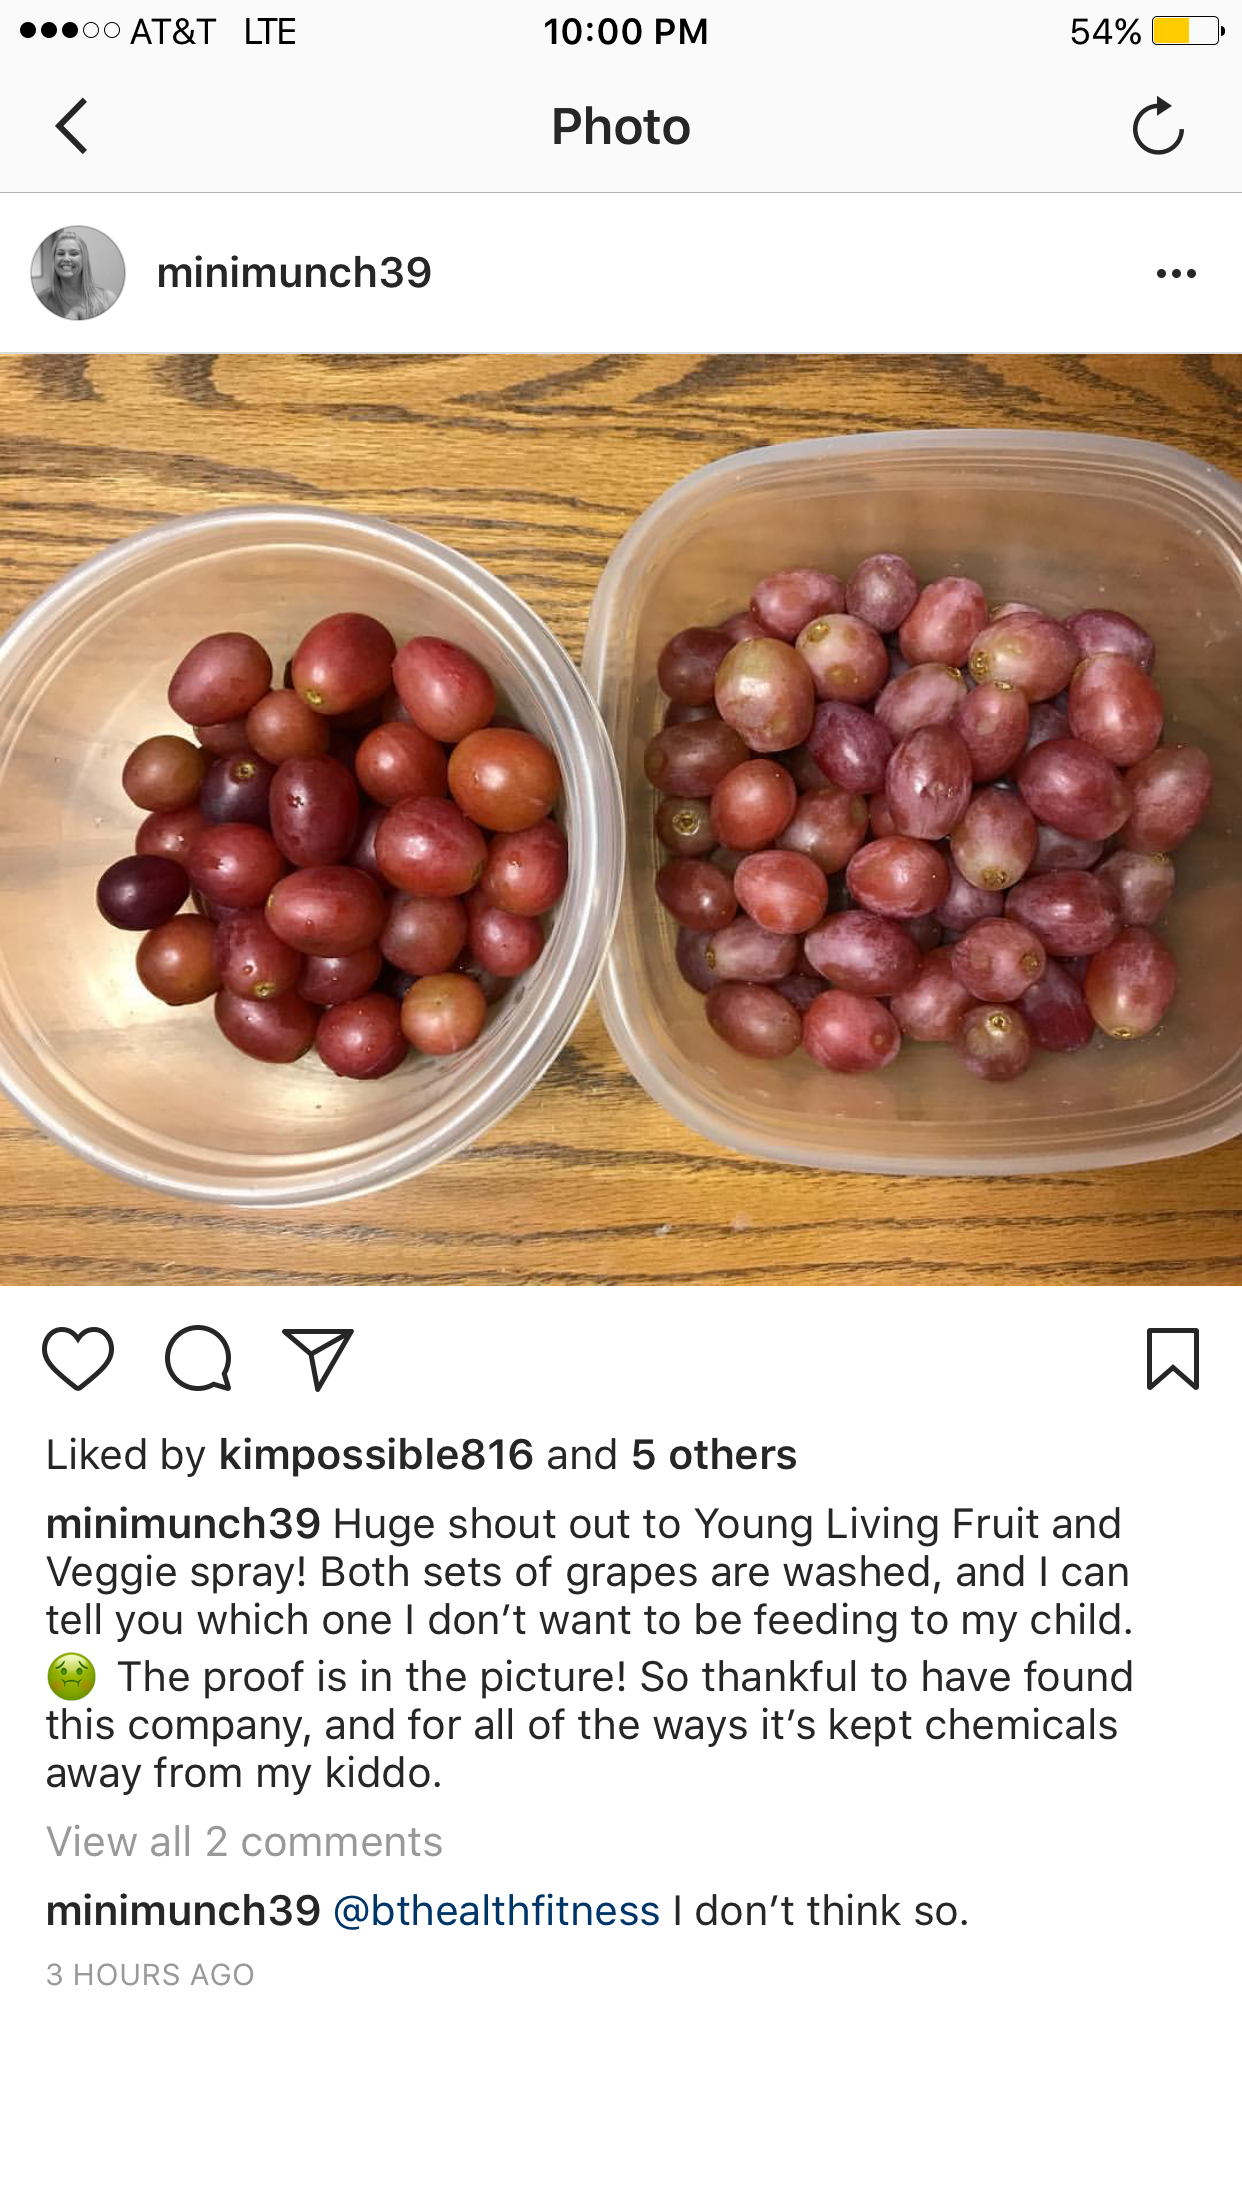 AT&T LTE 10:00 PM 54%
Photo
minimunch39
Liked by kimpossible816 and 5 others
minimunch39 Huge shout out to Young Living Fruit and
Veggie spray! Both sets of grapes are washed, and I can
tell you which one I don’t want to be feeding to my child.
🤢 The proof is in the picture! So thankful to have found
this company, and for all of the ways it’s kept chemicals
away from my kiddo.
View all 2 comments
minimunch39 @bthealthfitness I don’t think so.
3 HOURS AGO